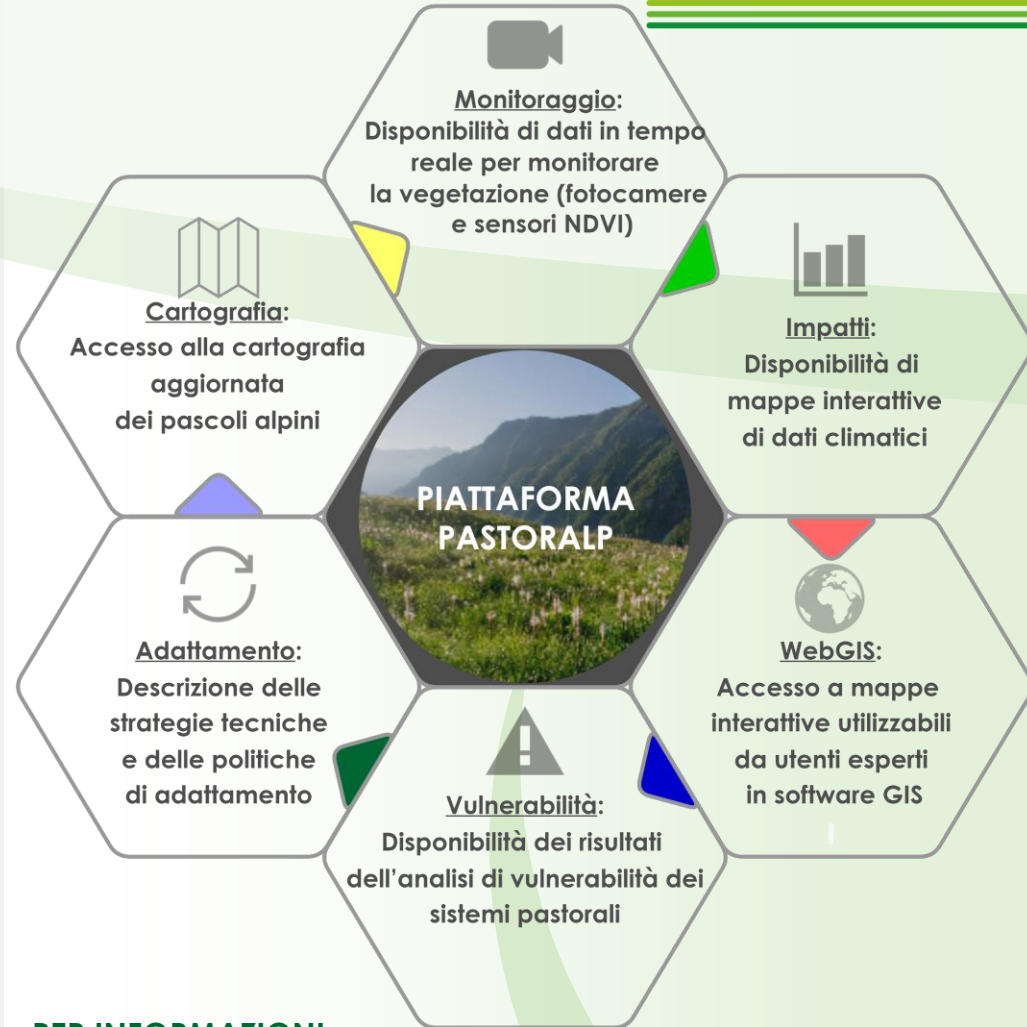 Monitoraggio:
Disponibilità di dati in tempo
reale per monitorare
la vegetazione (fotocamere
e sensori NDVI)
Cartografia:
Accesso alla cartografia
aggiornata
dei pascoli alpini
Impatti:
Disponibilità di
mappe interattive
di dati climatici
PIATTAFORMA
PASTORALP
Adattamento:
Descrizione delle
strategie tecniche
e delle politiche
di adattamento
WebGIS:
Accesso a mappe
interattive utilizzabili
da utenti esperti
in software GIS
Vulnerabilità:
Disponibilità dei risultati
dell'analisi di vulnerabilità dei
sistemi pastorali
PER INFORMAZIONI